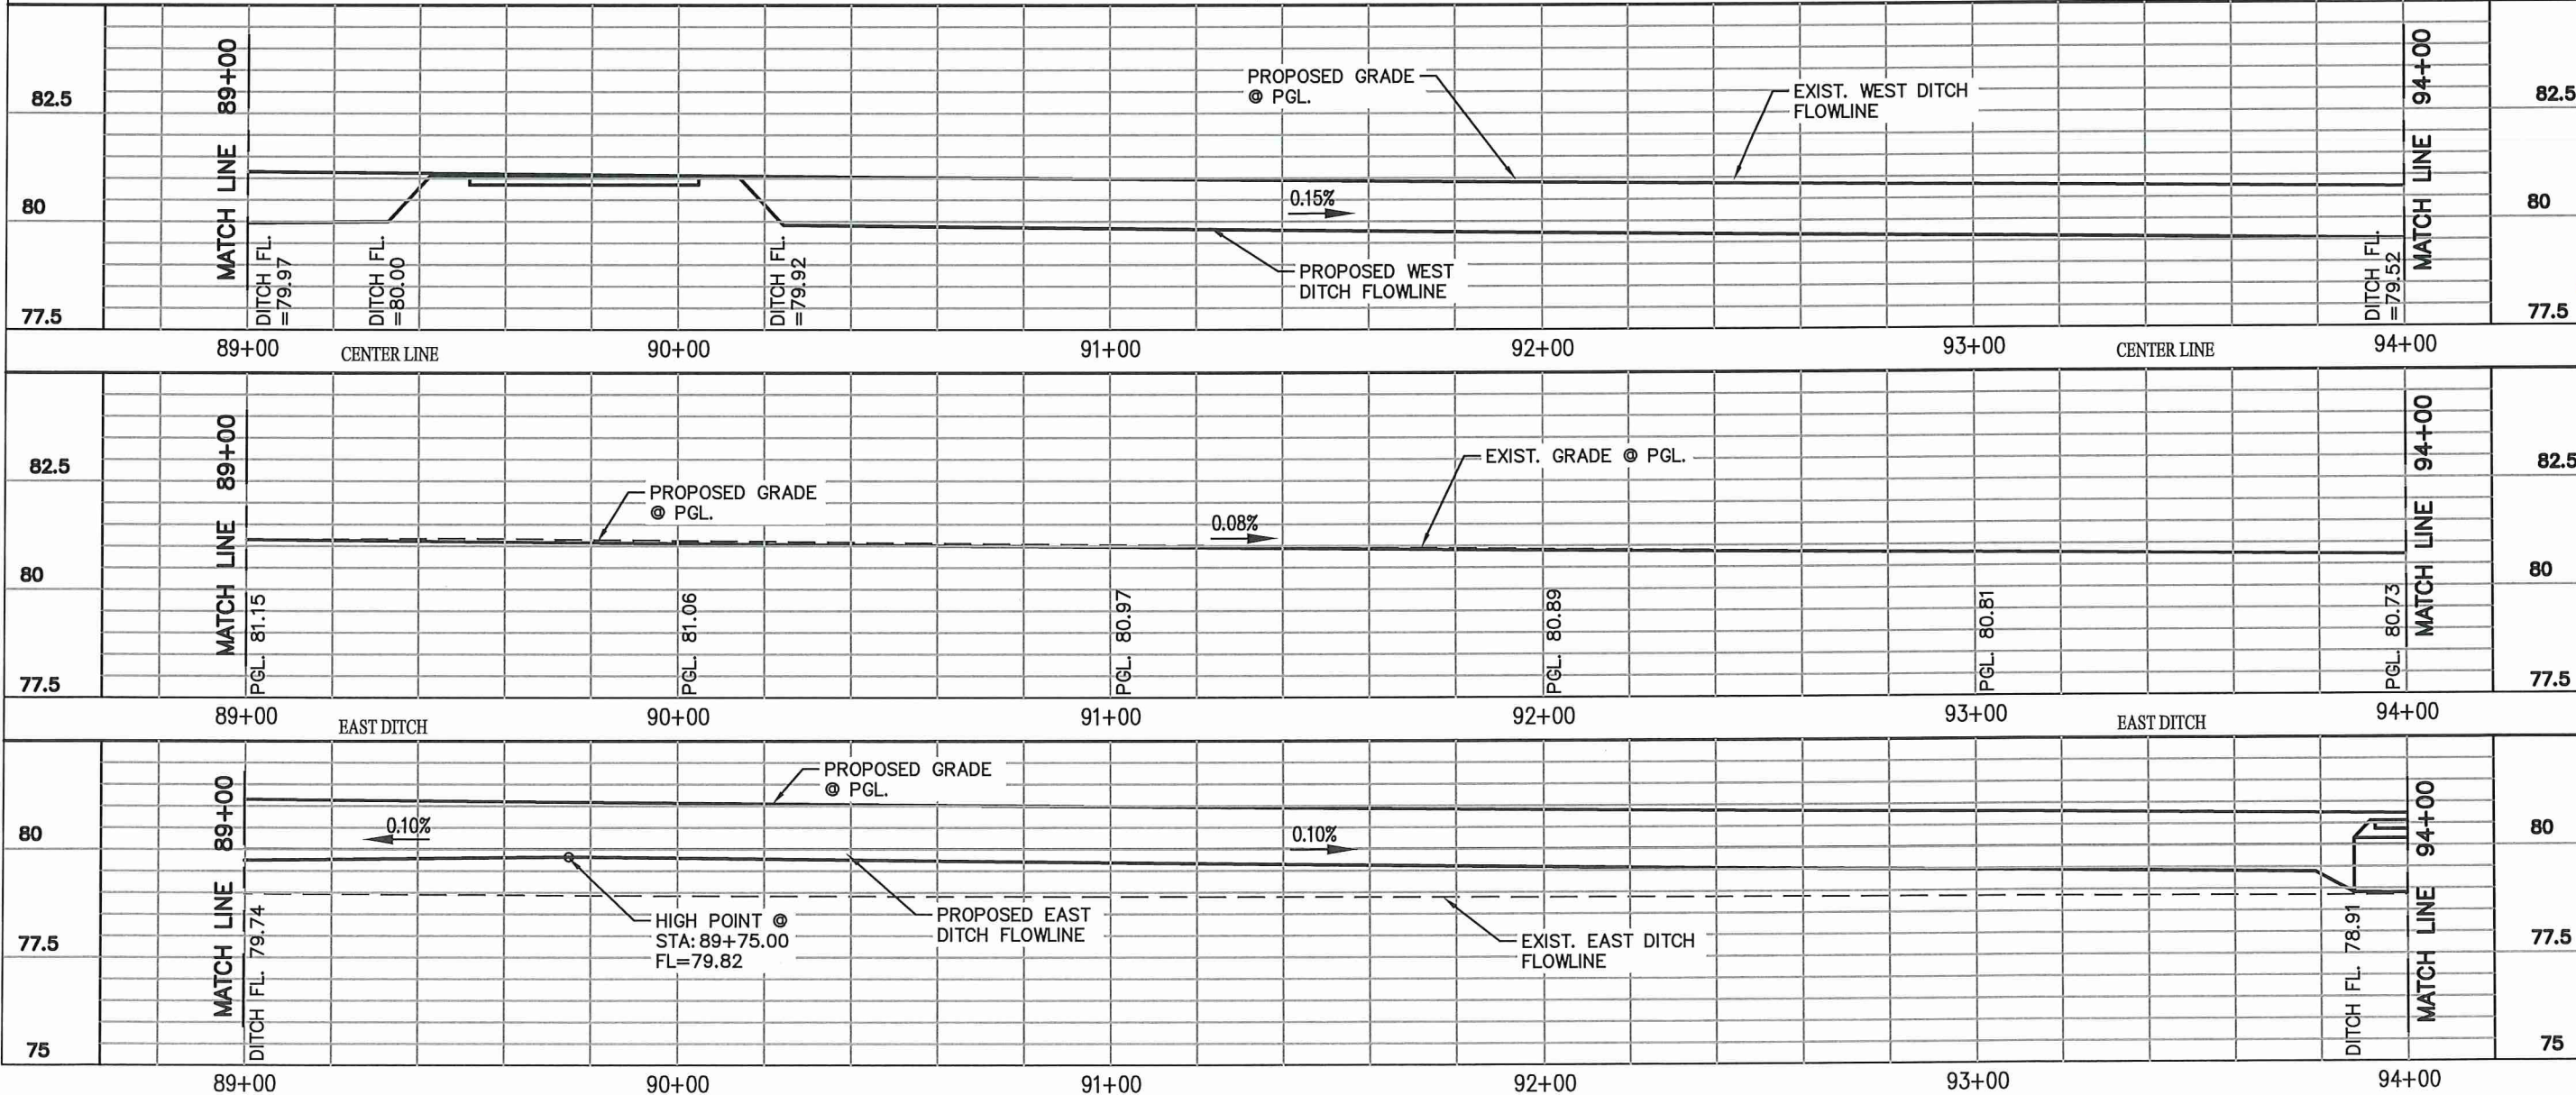 82.5
80
77.5
MATCH LINE 89+00
DITCH FL.
=79.97
DITCH FL.
=80.00
DITCH FL.
=79.92
PROPOSED GRADE
@ PGL.
EXIST. WEST DITCH
FLOWLINE
0.15%
PROPOSED WEST
DITCH FLOWLINE
DITCH FL.
=79.52
MATCH LINE 94+00
82.5
80
77.5
89+00
CENTER LINE
90+00
91+00
92+00
93+00
CENTER LINE
94+00
82.5
80
77.5
MATCH LINE 89+00
PGL. 81.15
PROPOSED GRADE
@ PGL.
PGL. 81.06
PGL. 80.97
0.08%
EXIST. GRADE @ PGL.
PGL. 80.89
PGL. 80.81
PGL. 80.73
MATCH LINE 94+00
82.5
80
77.5
89+00
EAST DITCH
90+00
91+00
92+00
93+00
EAST DITCH
94+00
80
77.5
75
MATCH LINE 89+00
DITCH FL. 79.74
0.10%
PROPOSED GRADE
@ PGL.
HIGH POINT @
STA: 89+75.00
FL=79.82
PROPOSED EAST
DITCH FLOWLINE
0.10%
EXIST. EAST DITCH
FLOWLINE
DITCH FL. 78.91
MATCH LINE 94+00
80
77.5
75
89+00
90+00
91+00
92+00
93+00
94+00